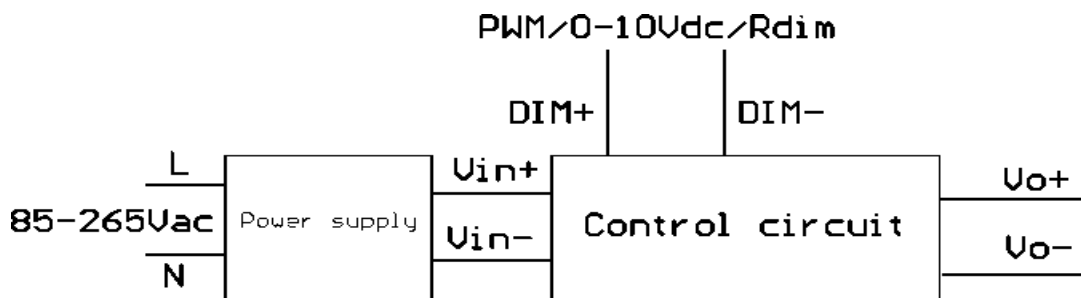 PWM/0-10Vdc/Rdim
DIM+ DIM-
L
85-265Vac
N
Power supply
Vin+
Vin-
Control circuit
Vo+
Vo-